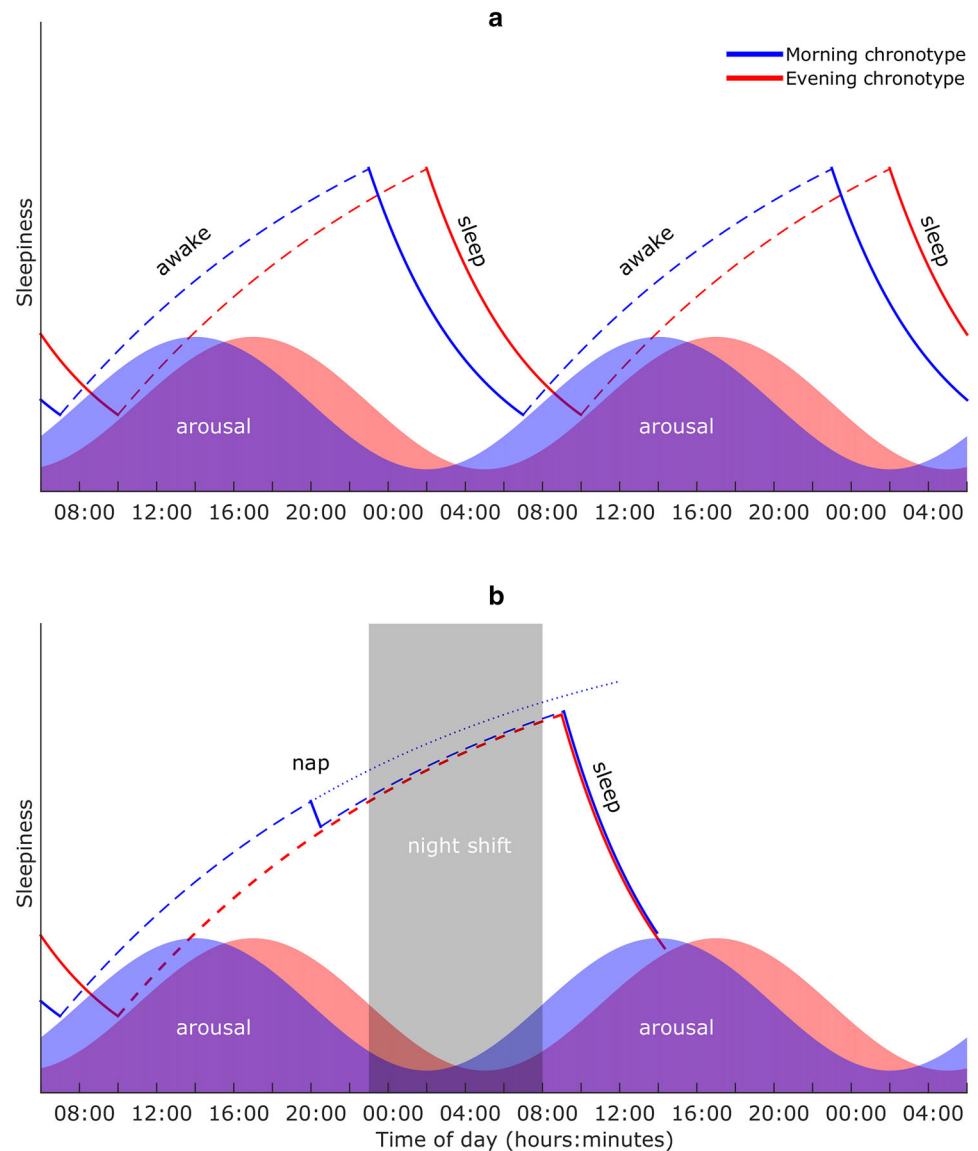 a
Morning chronotype
Evening chronotype
Sleepiness
awake
sleep
awake
sleep
arousal
arousal
08:00 12:00 16:00 20:00 00:00 04:00 08:00 12:00 16:00 20:00 00:00 04:00
b
Sleepiness
nap
sleep
night shift
arousal
arousal
08:00 12:00 16:00 20:00 00:00 04:00 08:00 12:00 16:00 20:00 00:00 04:00
Time of day (hours:minutes)